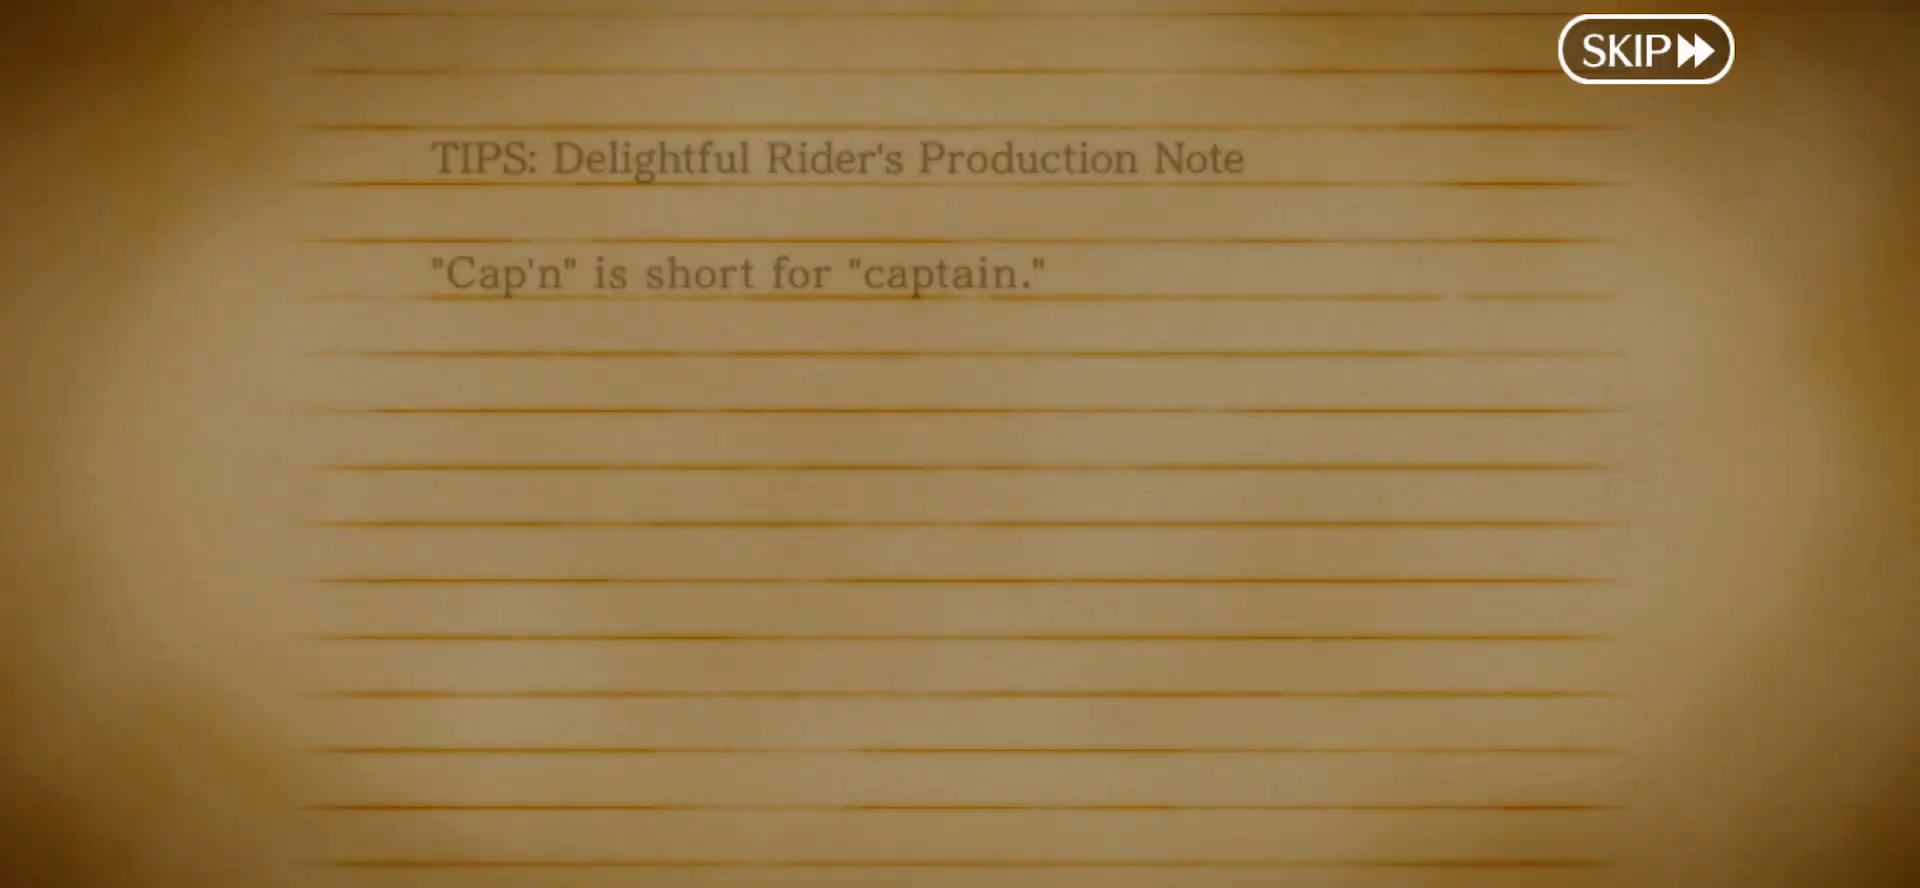 SKIP
TIPS: Delightful Rider's Production Note
"Cap'n" is short for "captain."